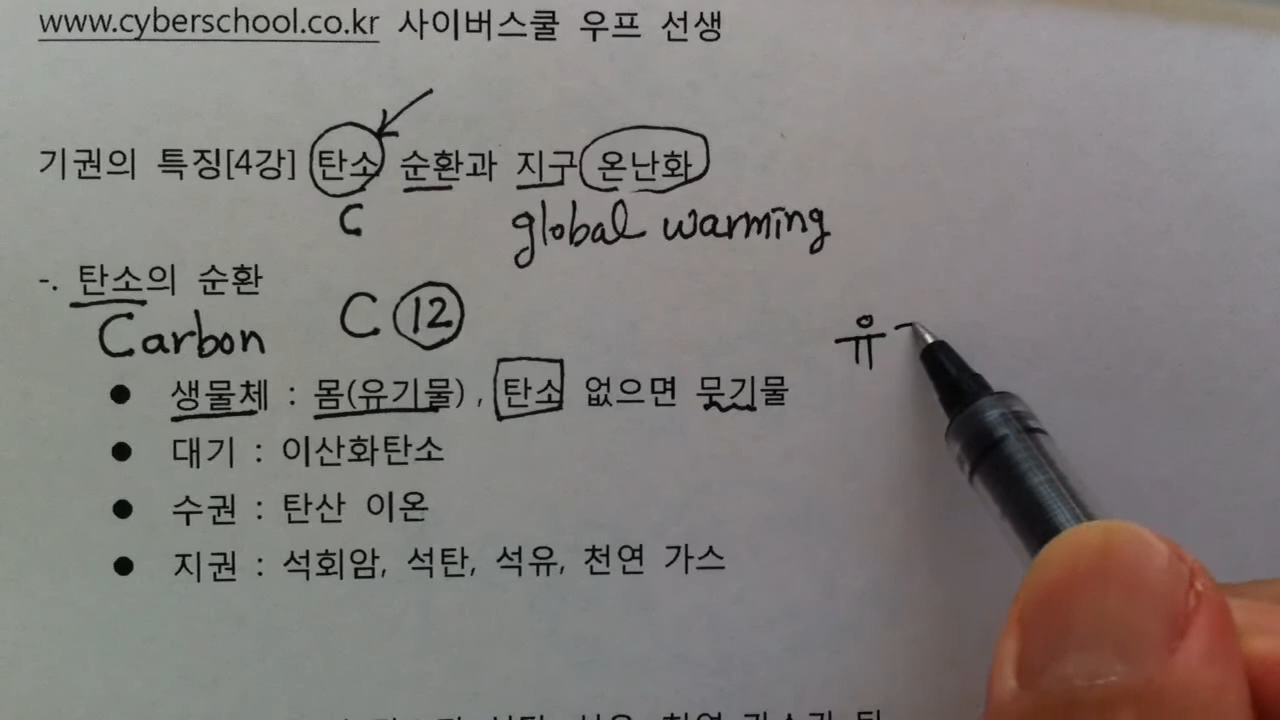 www.cyberschool.co.kr 사이버스쿨 우프 선생
기권의 특징[4강] 탄소 순환과 지구 온난화
C global warming
-. 탄소의 순환
Carbon C 12
유
● 생물체 : 몸(유기물), 탄소 없으면 무기물
● 대기 : 이산화탄소
● 수권 : 탄산 이온
● 지권 : 석회암, 석탄, 석유, 천연 가스